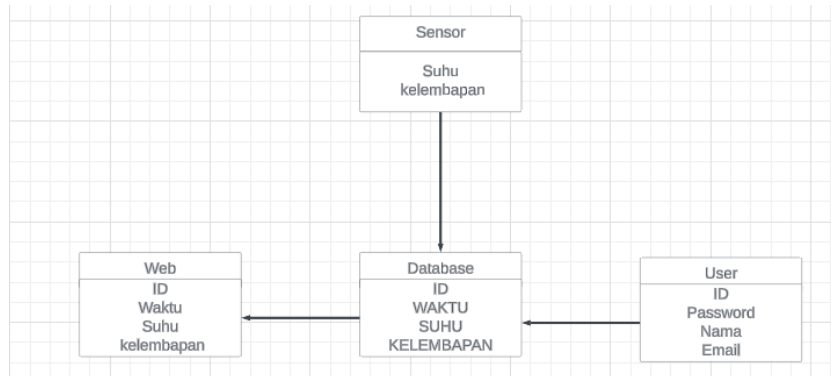 Sensor
Suhu
kelembapan
Web
ID
Waktu
Suhu
kelembapan
Database
ID
WAKTU
SUHU
KELEMBAPAN
User
ID
Password
Nama
Email